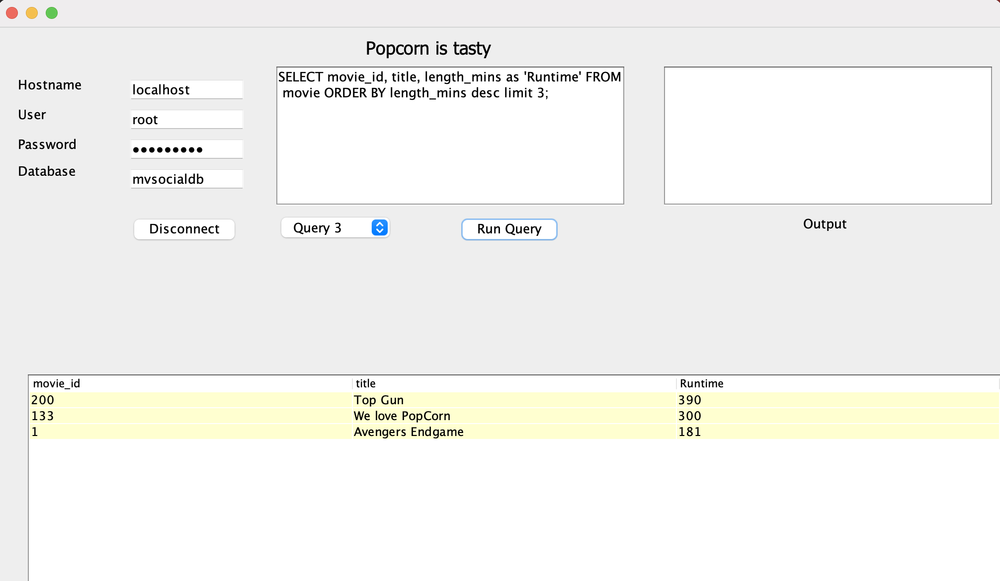 Popcorn is tasty
Hostname
localhost
User
root
Password
•••••••••
Database
mvsocialdb
SELECT movie_id, title, length_mins as 'Runtime' FROM
movie ORDER BY length_mins desc limit 3;
Disconnect
Query 3
Run Query
Output
movie_id title Runtime
200 Top Gun 390
133 We love PopCorn 300
1 Avengers Endgame 181